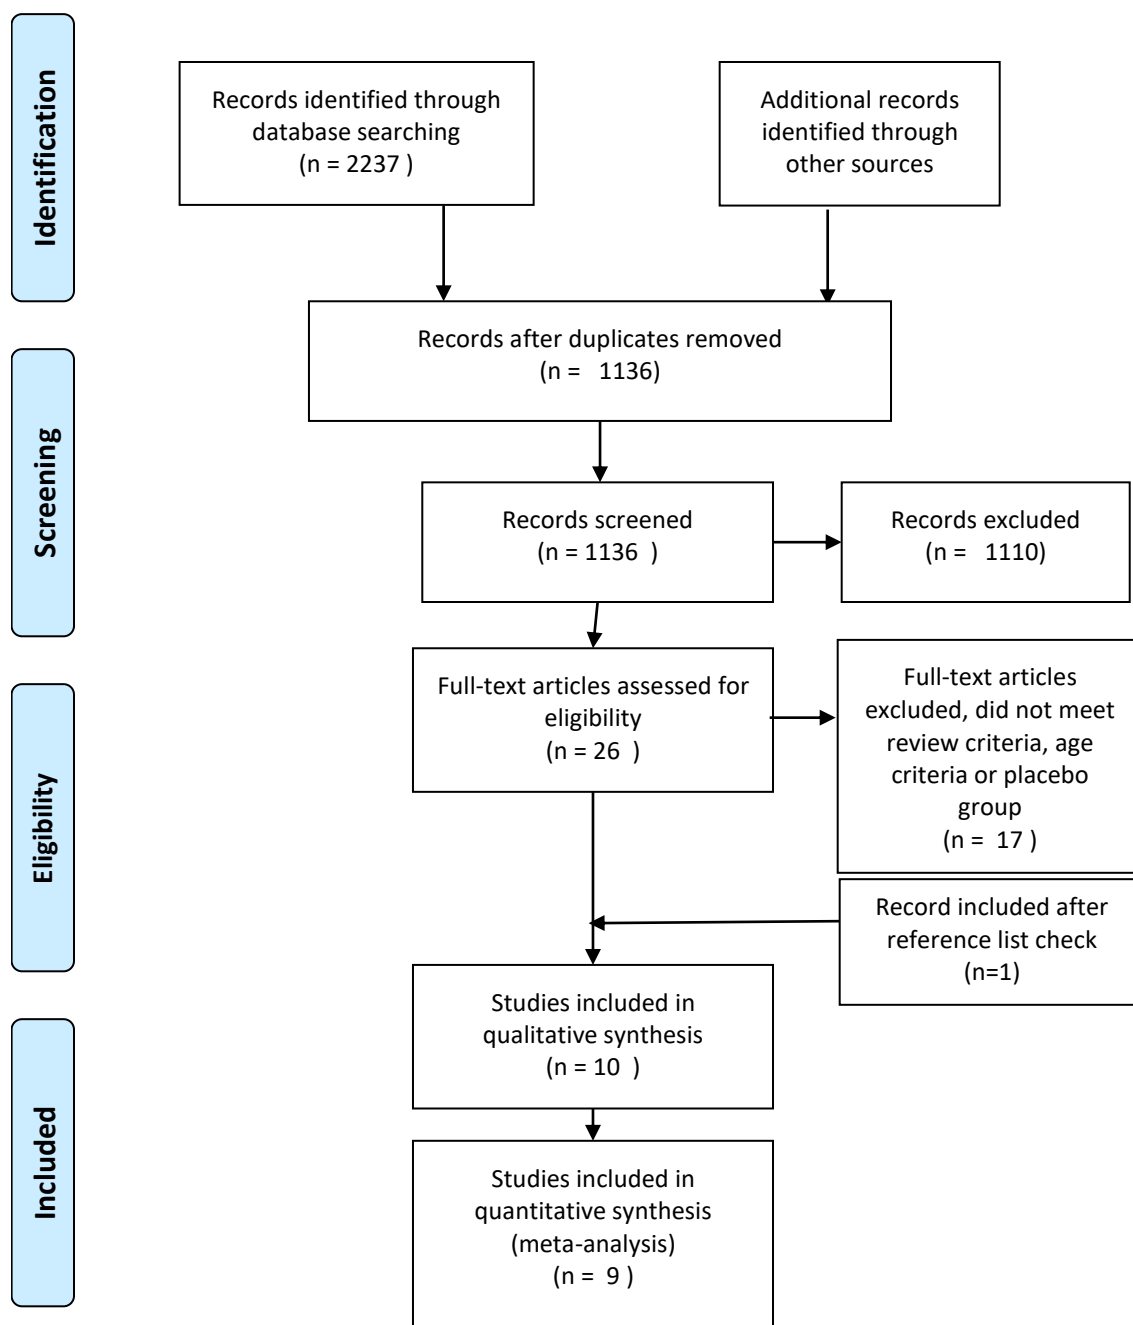 Identification
Records identified through
database searching
(n = 2237 )
Additional records
identified through
other sources
Records after duplicates removed
(n =   1136)
Screening
Records screened
(n = 1136  )
Records excluded
(n =   1110)
Eligibility
Full-text articles assessed for
eligibility
(n = 26  )
Full-text articles
excluded, did not meet
review criteria, age
criteria or placebo
group
(n =  17 )
Record included after
reference list check
(n=1)
Included
Studies included in
qualitative synthesis
(n = 10  )
Studies included in
quantitative synthesis
(meta-analysis)
(n =  9 )